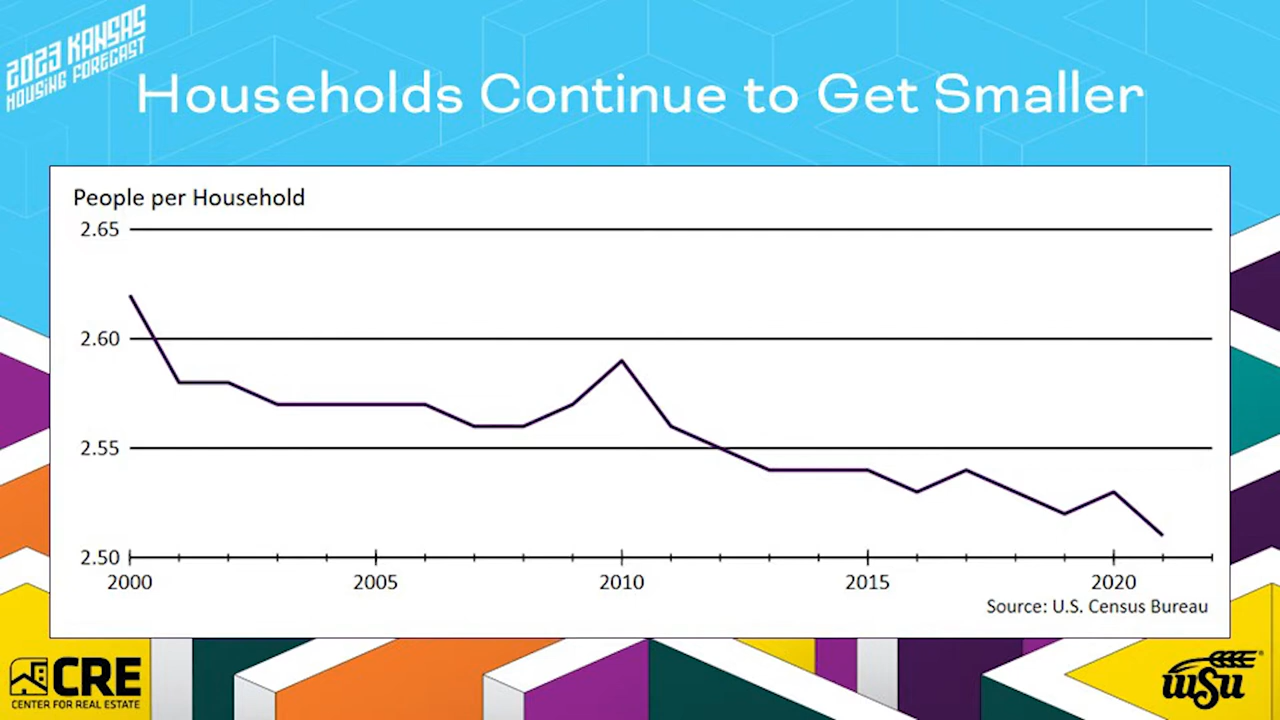 2023 KANSAS
HOUSING FORECAST
Households Continue to Get Smaller
People per Household
2.65
2.60
2.55
2.50
2000 2005 2010 2015 2020
Source: U.S. Census Bureau
CRE
CENTER FOR REAL ESTATE
WSU